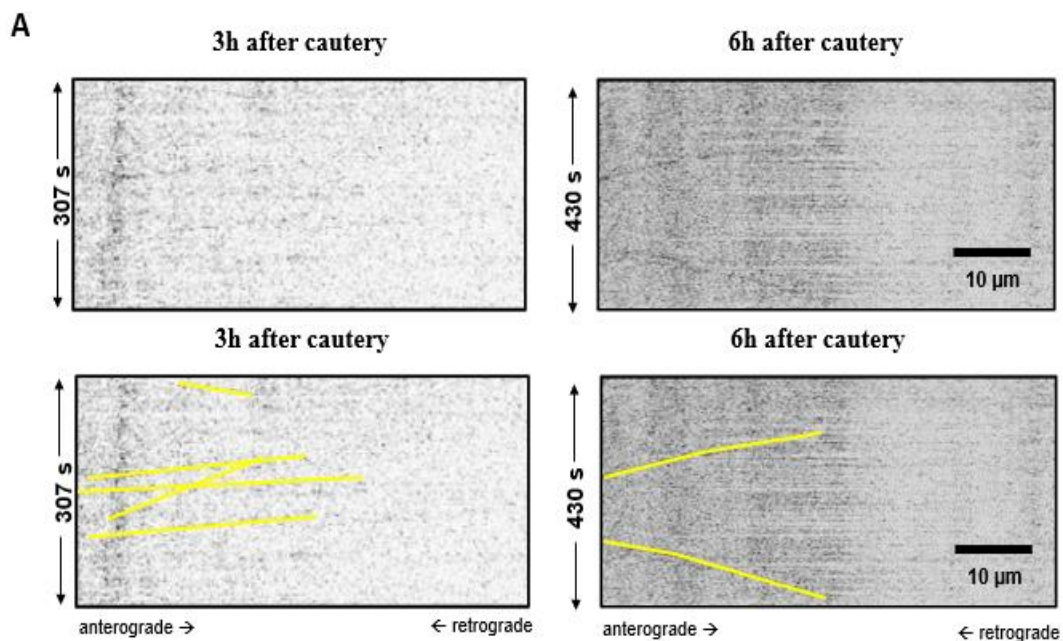 A
3h after cautery
6h after cautery
307 s
430 s
10 µm
3h after cautery
6h after cautery
307 s
430 s
10 µm
anterograde →
← retrograde
anterograde →
← retrograde